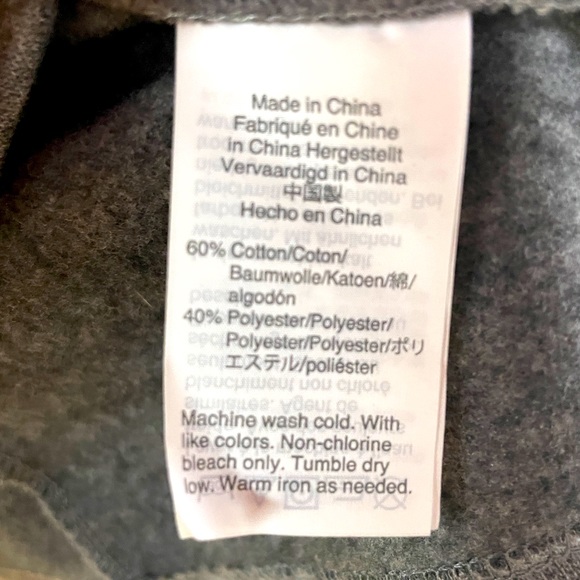 Made in China
Fabriqué en Chine
in China Hergestellt
Vervaardigd in China
中国製
Hecho en China
60% Cotton/Coton/
Baumwolle/Katoen/綿/
algodón
40% Polyester/Polyester/
Polyester/Polyester/ポリ
エステル/poliéster
Machine wash cold. With
like colors. Non-chlorine
bleach only. Tumble dry
low. Warm iron as needed.